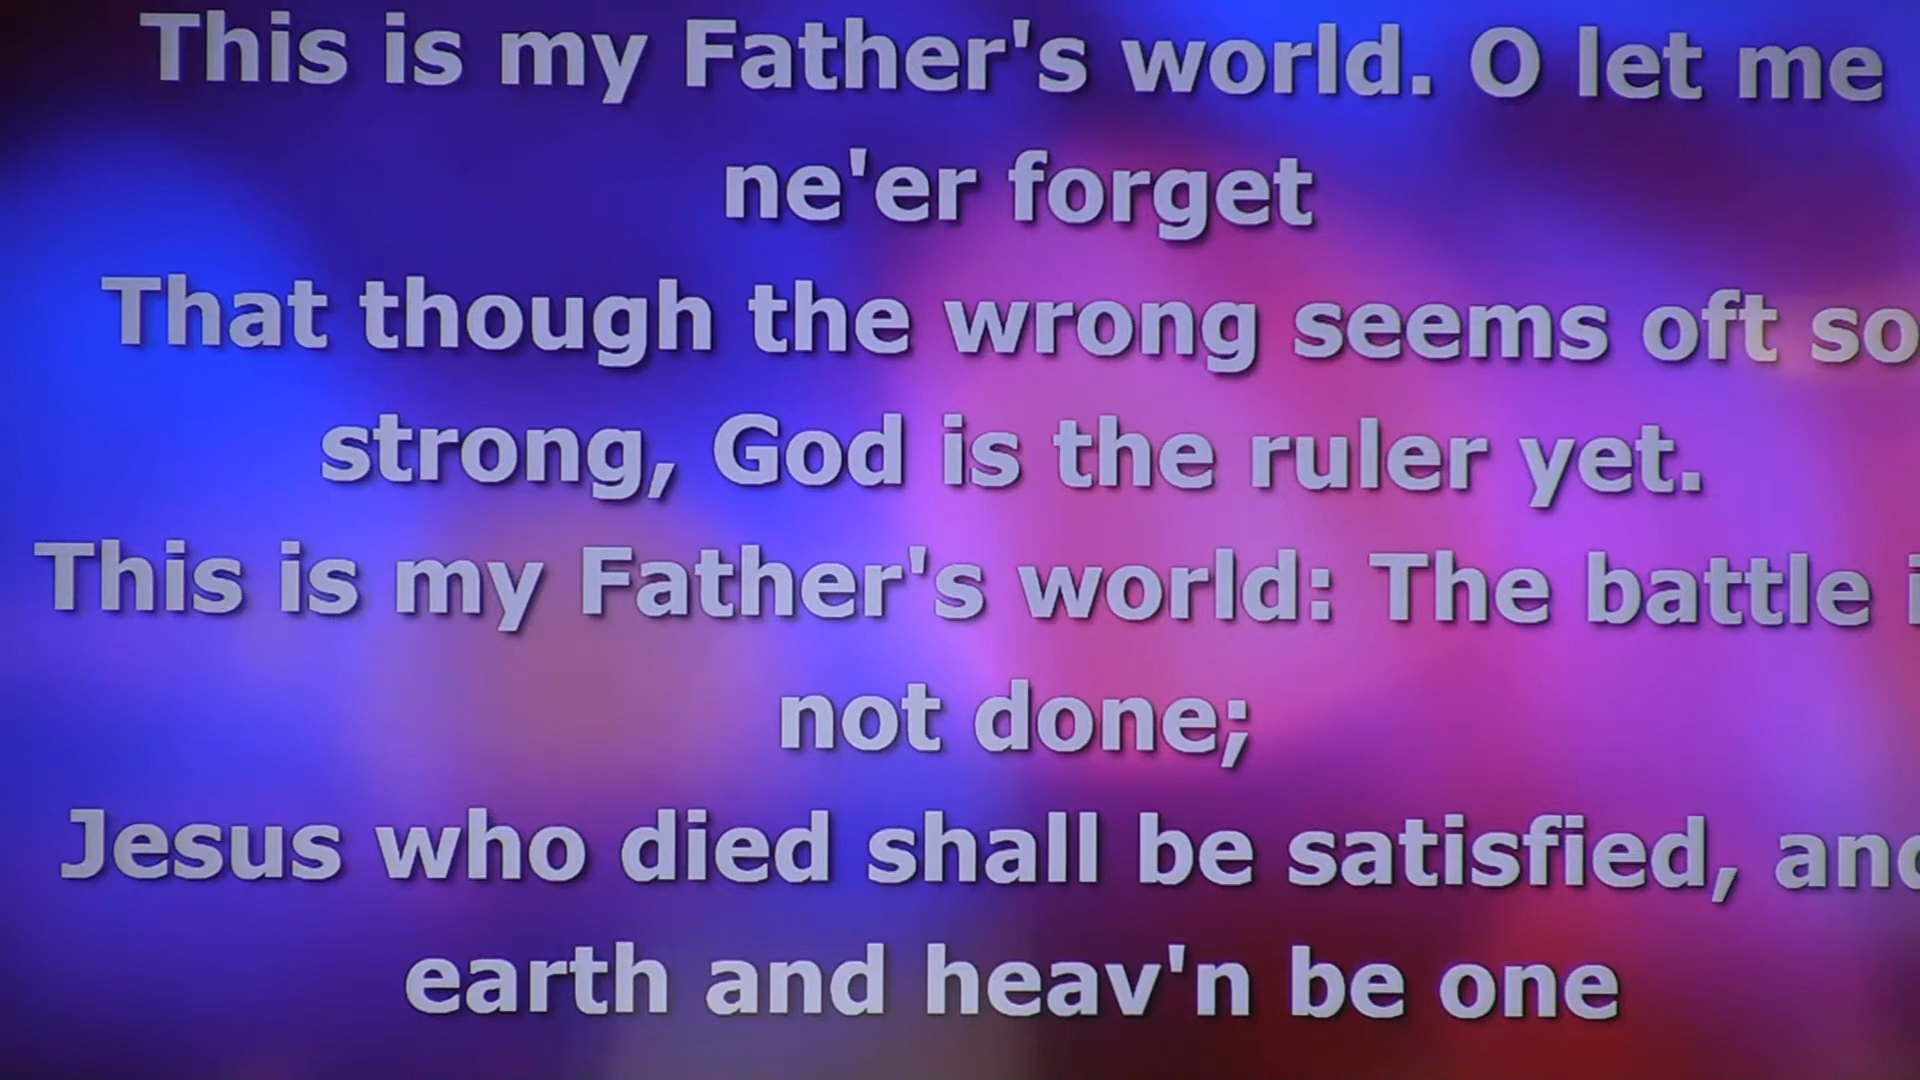 This is my Father's world. O let me
ne'er forget
That though the wrong seems oft so
strong, God is the ruler yet.
This is my Father's world: The battle
not done;
Jesus who died shall be satisfied, and
earth and heav'n be one